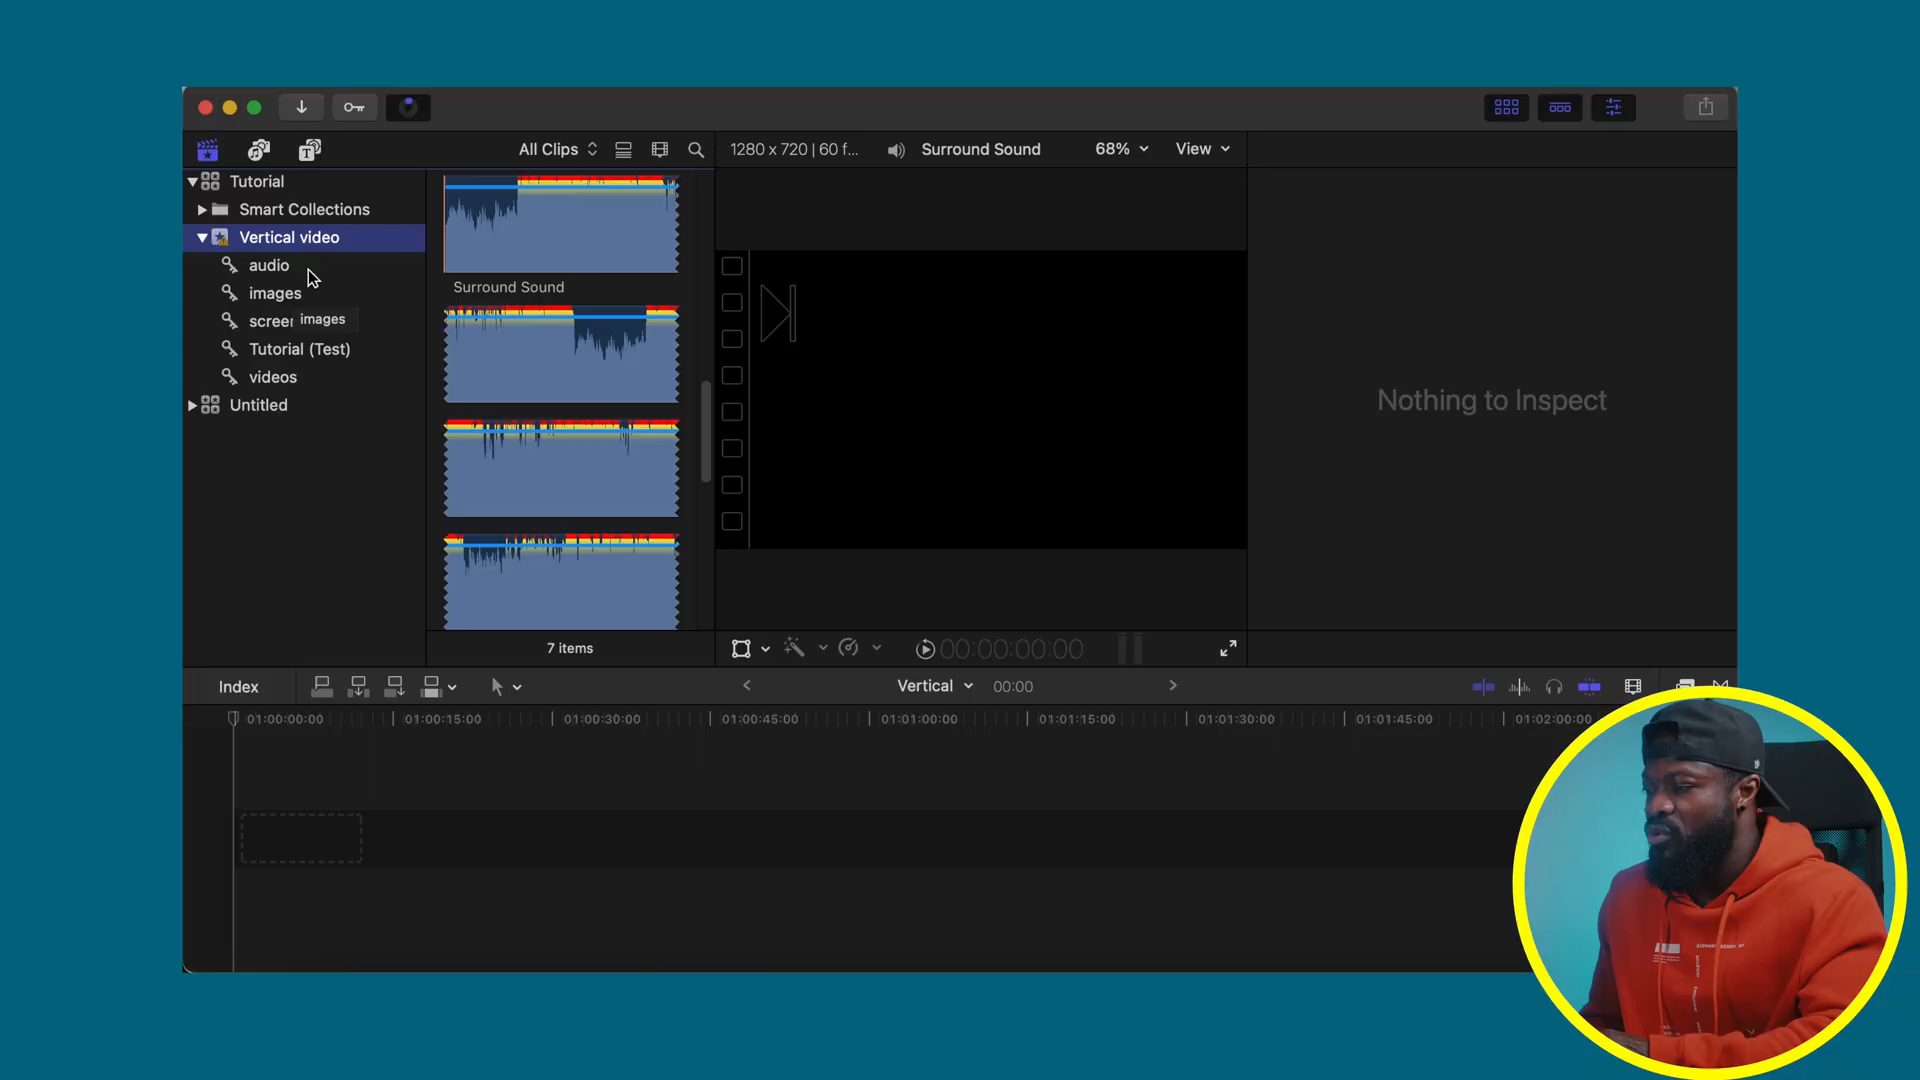 All Clips
1280 x 720 | 60 f...
Surround Sound
68%
View
Tutorial
Smart Collections
Vertical video
audio
images
screen
images
Tutorial (Test)
videos
Untitled
Surround Sound
Nothing to Inspect
7 items
00:00:00:00
Index
Vertical
00:00
01:00:00:00
01:00:15:00
01:00:30:00
01:00:45:00
01:01:00:00
01:01:15:00
01:01:30:00
01:01:45:00
01:02:00:00